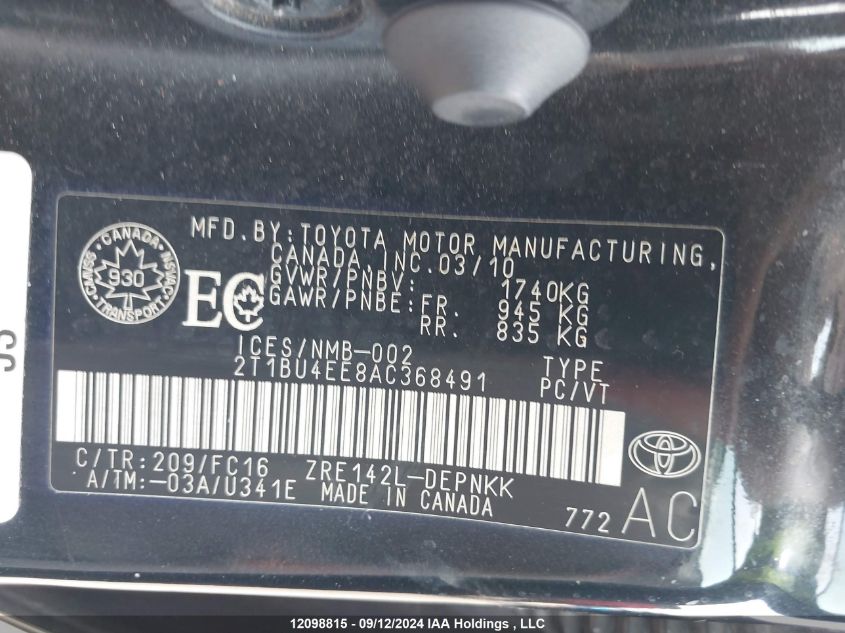 MFD.BY:TOYOTA MOTOR MANUFACTURING,
CANADA, INC.03/10
GVWR/PNBV: 1740KG
GAWR/PNBE:FR. 945 KG
RR. 835 KG
CANADA
930
TRANSPORT
EC
ICES/NMB-002
2T1BU4EE8AC368491
TYPE
PC/VT
C/TR:209/FC16 ZRE142L-DEPNKK
A/TM:-03A/U341E MADE IN CANADA
772 AC
12098815 - 09/12/2024 IAA Holdings , LLC